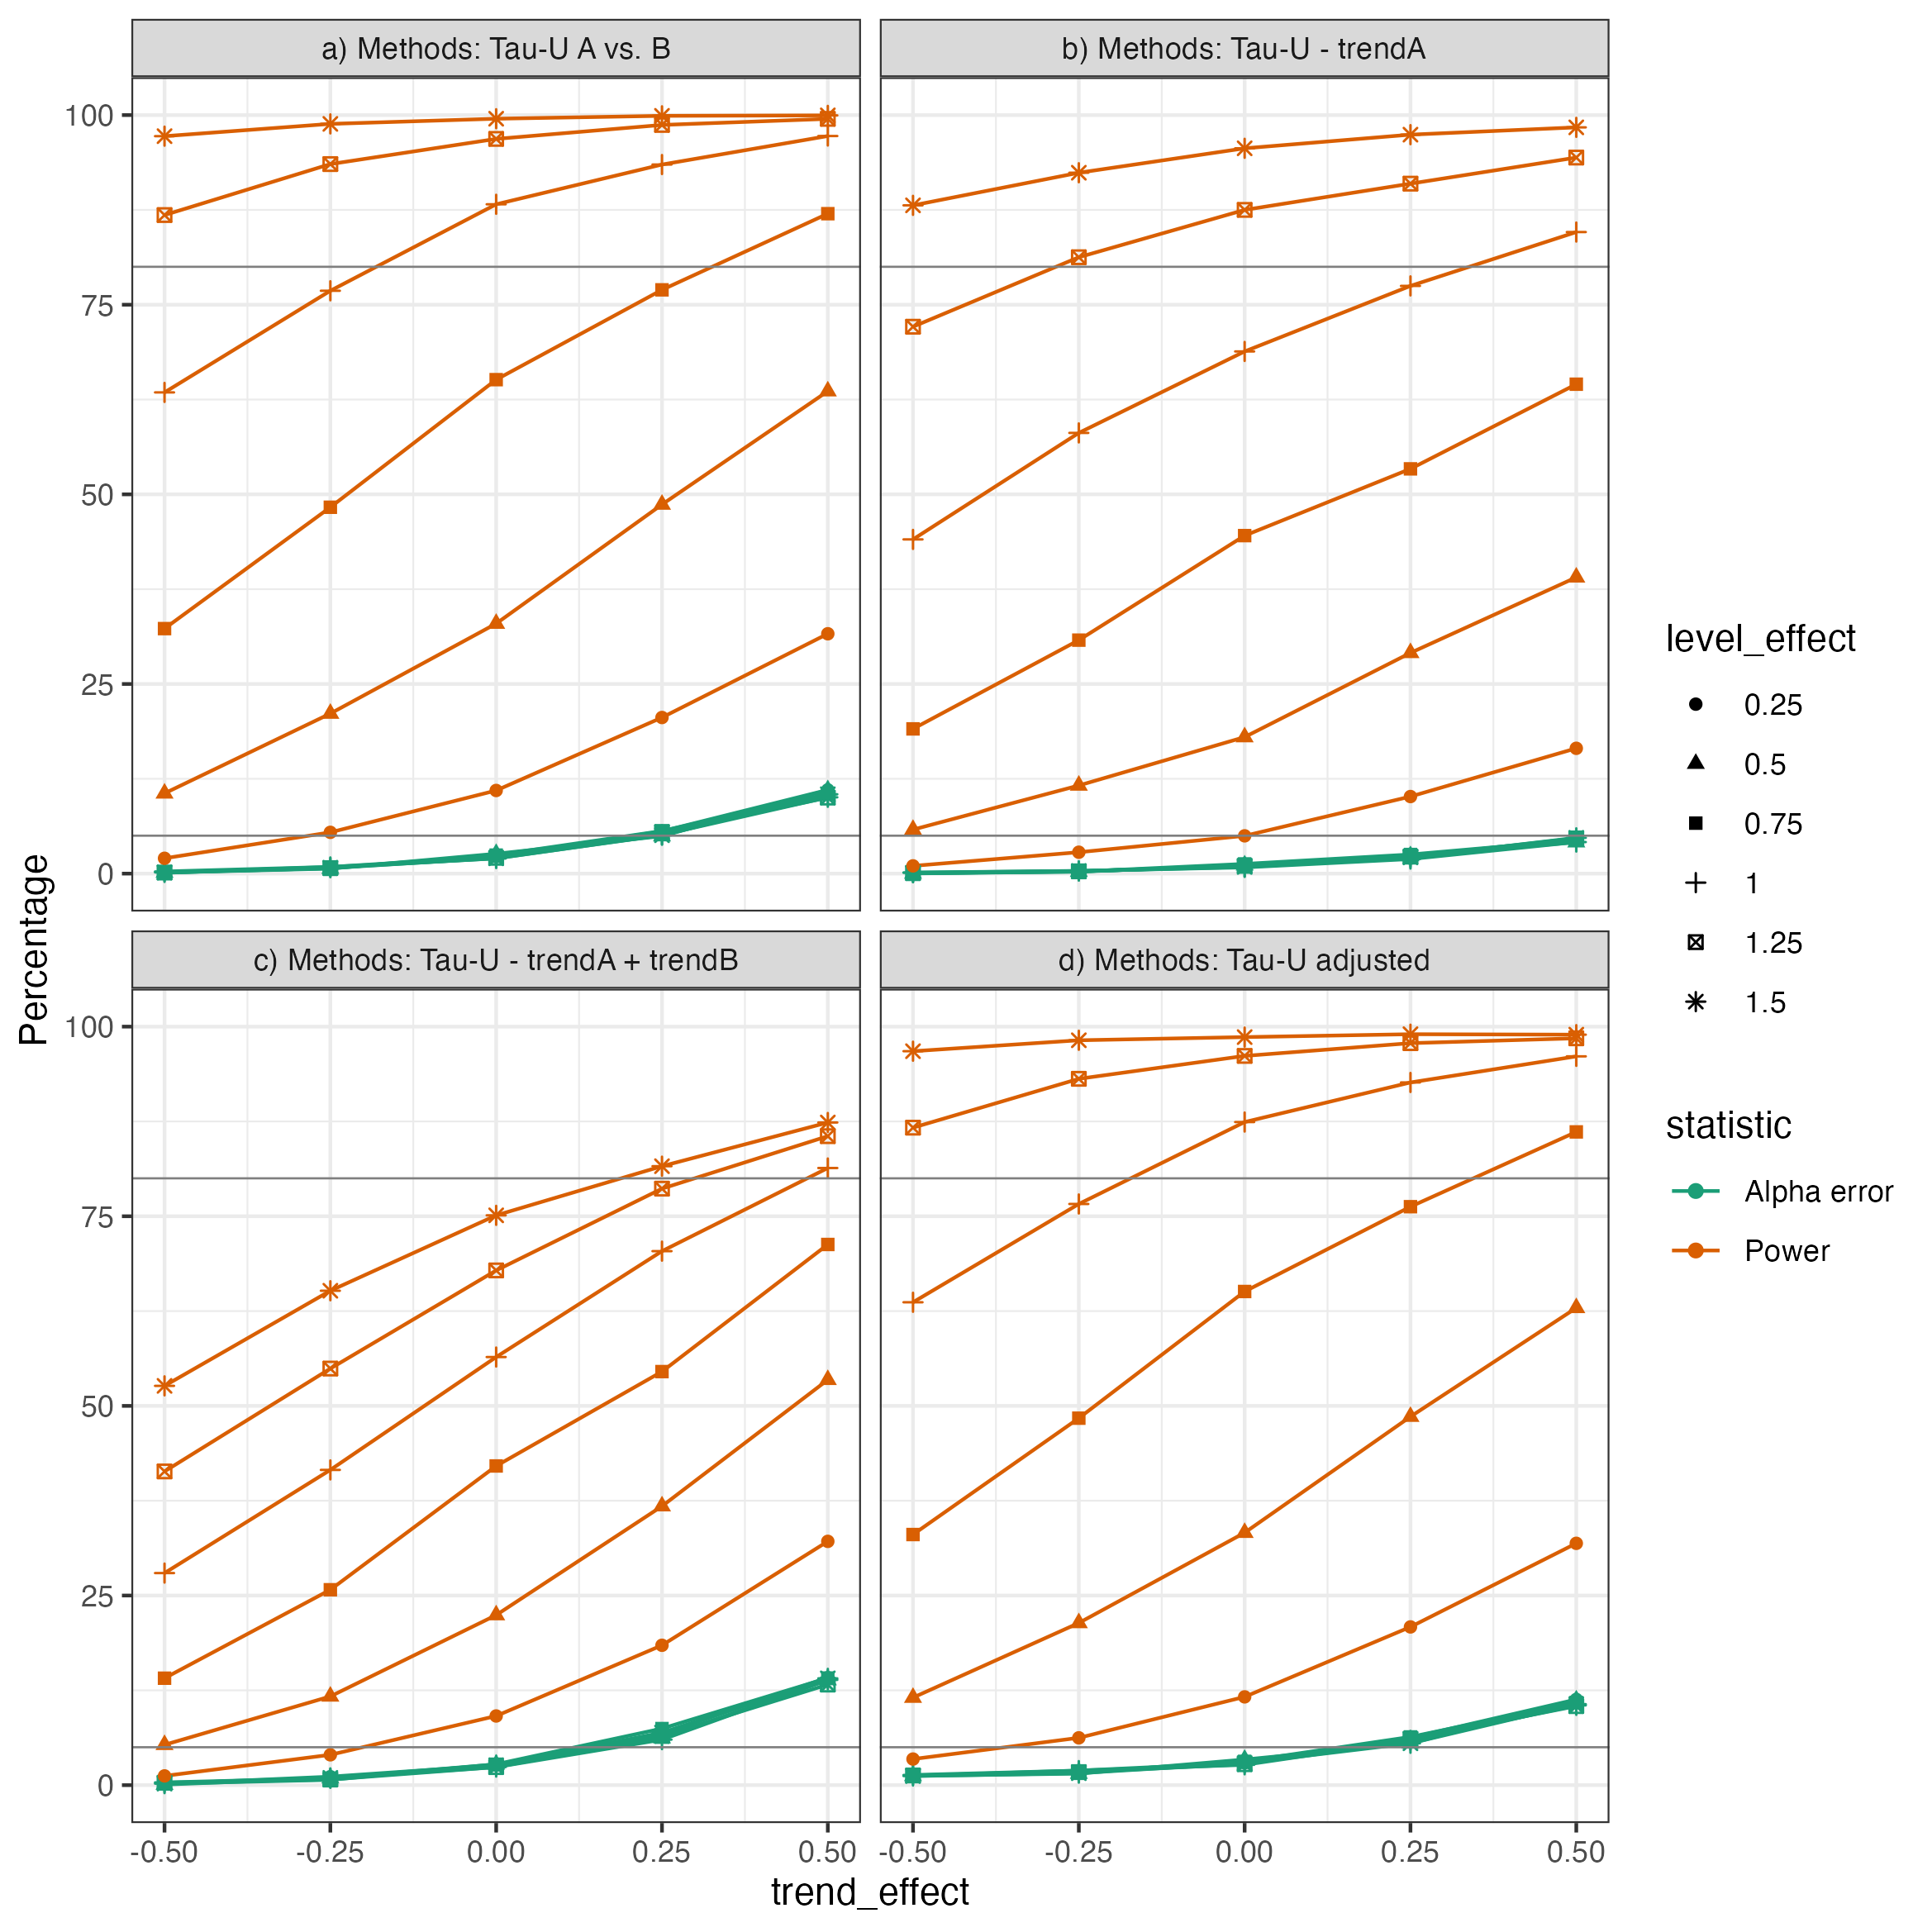 a) Methods: Tau-U A vs. B
b) Methods: Tau-U - trendA
100
75
50
25
0
c) Methods: Tau-U - trendA + trendB
d) Methods: Tau-U adjusted
100
75
50
25
0
-0.50 -0.25 0.00 0.25 0.50
-0.50 -0.25 0.00 0.25 0.50
trend_effect
Percentage
level_effect
0.25
0.5
0.75
1
1.25
1.5
statistic
Alpha error
Power